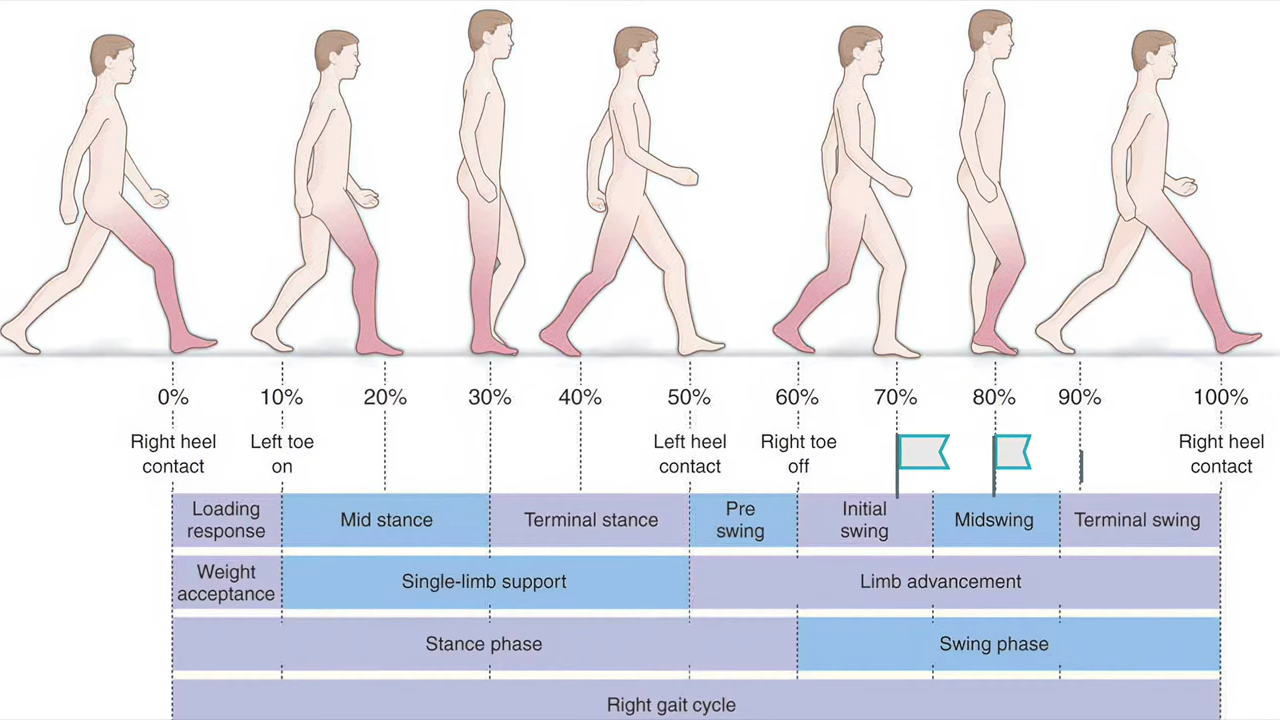 0% 10% 20% 30% 40% 50% 60% 70% 80% 90% 100%
Right heel
contact
Left toe
on
Left heel
contact
Right toe
off
Right heel
contact
Loading
response
Mid stance
Terminal stance
Pre
swing
Initial
swing
Midswing
Terminal swing
Weight
acceptance
Single-limb support
Limb advancement
Stance phase
Swing phase
Right gait cycle